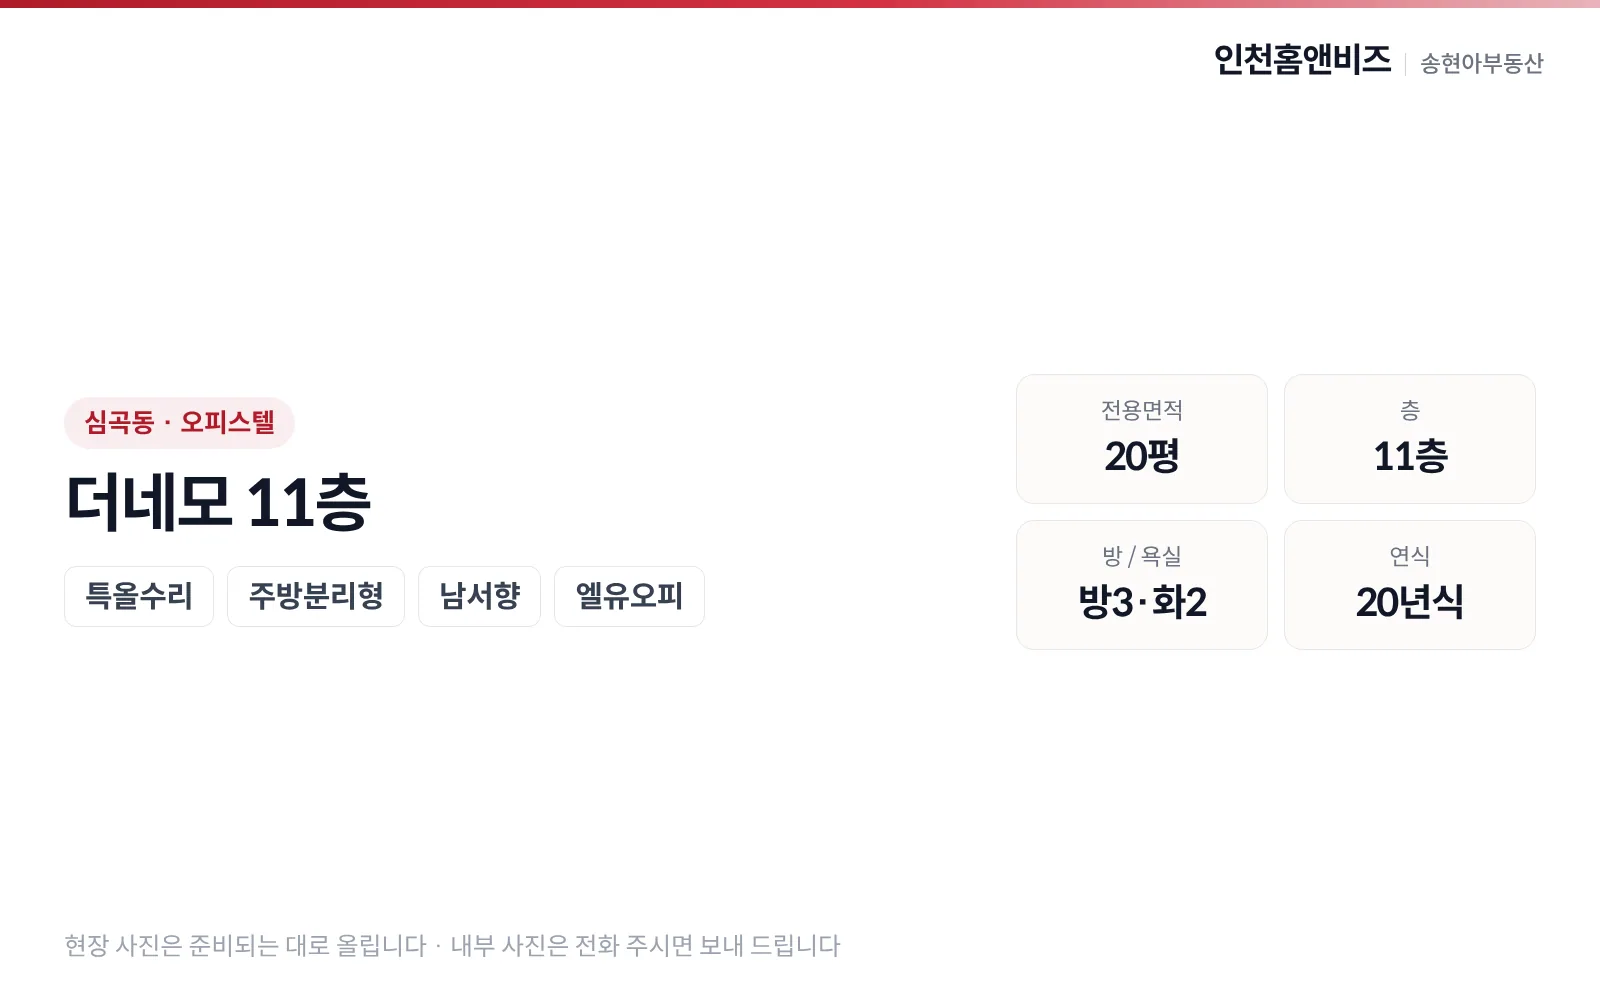 인천홈앤비즈 송현아부동산
심곡동 · 오피스텔
더네모 11층
특올수리 주방분리형 남서향 엘유오피
전용면적
20평
층
11층
방 / 욕실
방3·화2
연식
20년식
현장 사진은 준비되는 대로 올립니다 · 내부 사진은 전화 주시면 보내 드립니다